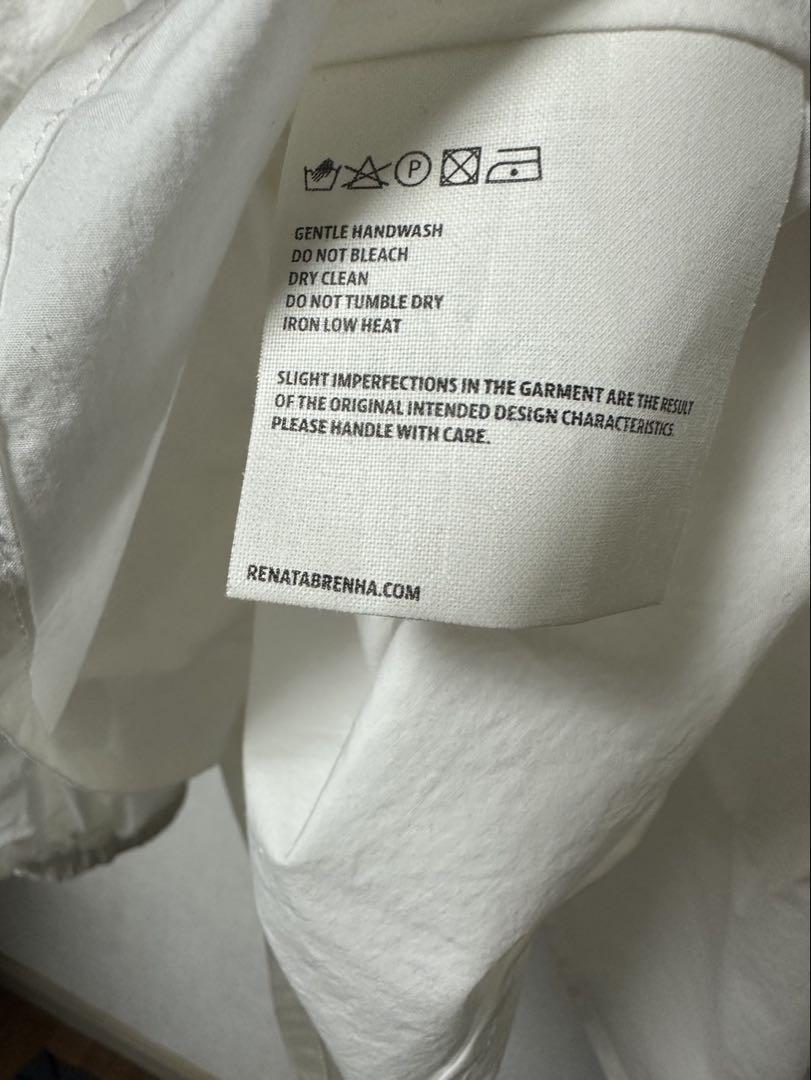 P
GENTLE HANDWASH
DO NOT BLEACH
DRY CLEAN
DO NOT TUMBLE DRY
IRON LOW HEAT
SLIGHT IMPERFECTIONS IN THE GARMENT ARE THE RESULT
OF THE ORIGINAL INTENDED DESIGN CHARACTERISTICS.
PLEASE HANDLE WITH CARE.
RENATABRENHA.COM